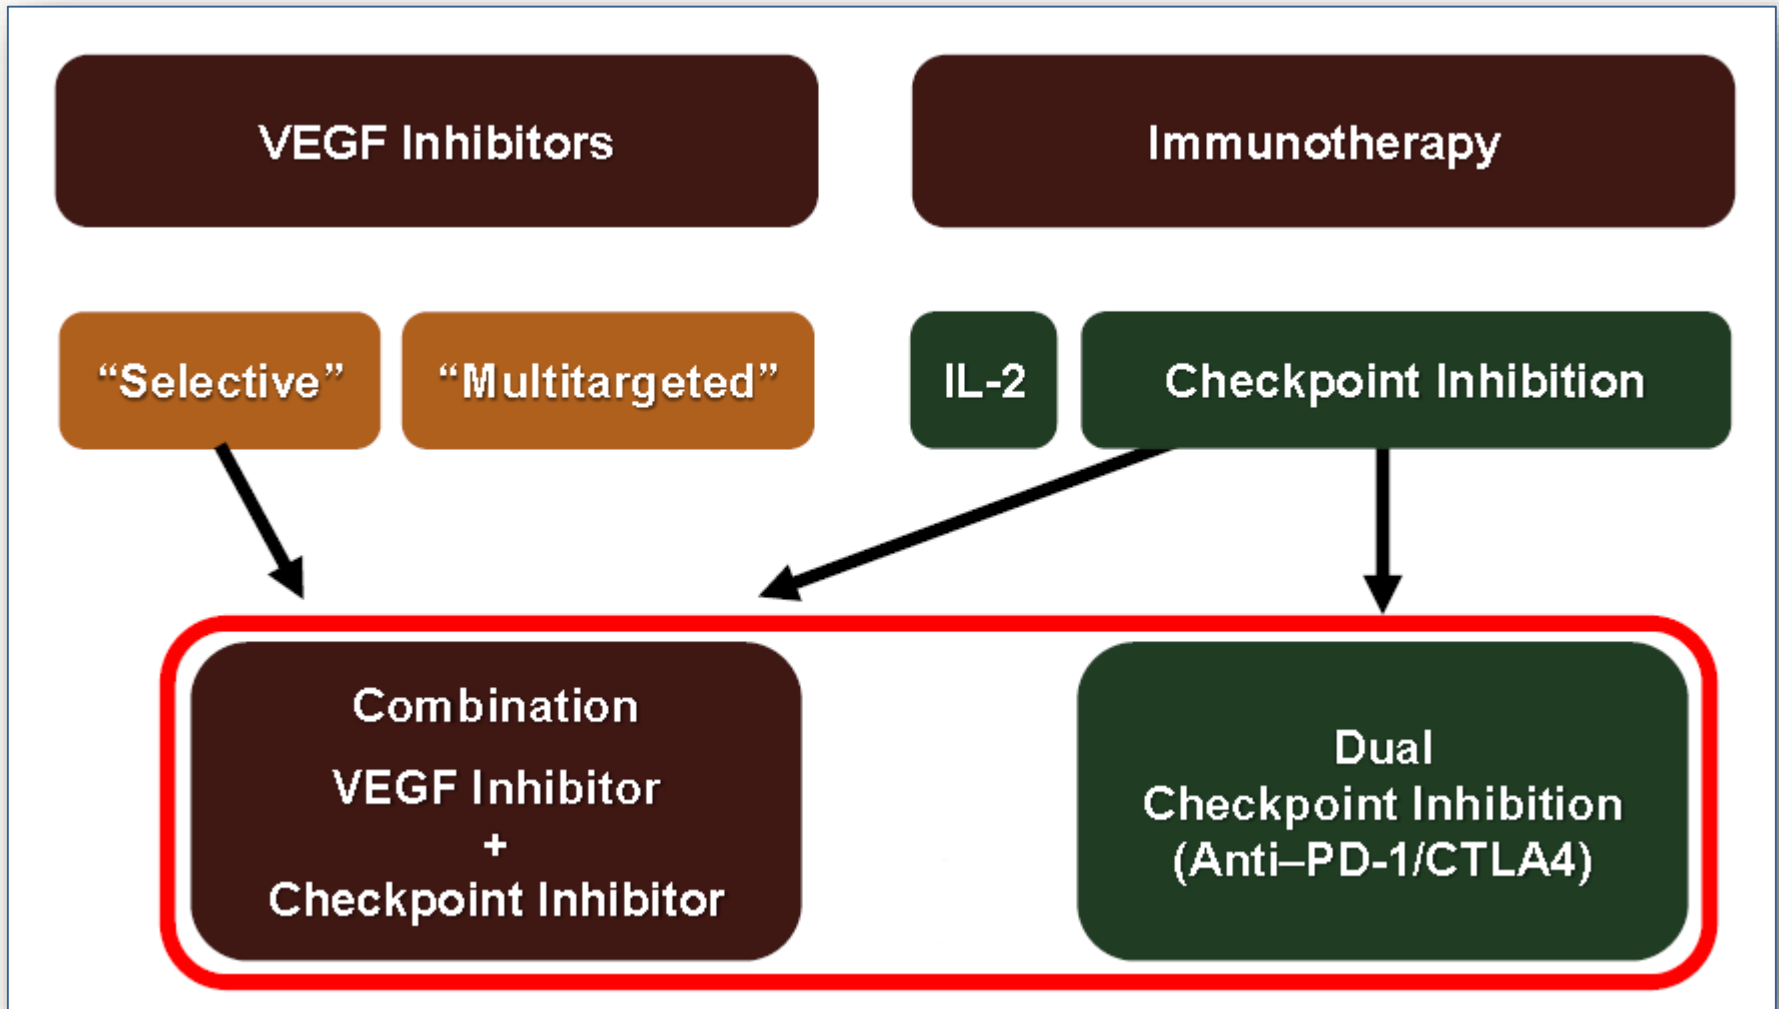 VEGF Inhibitors
Immunotherapy
“Selective”
“Multitargeted”
IL-2
Checkpoint Inhibition
Combination
VEGF Inhibitor
+
Checkpoint Inhibitor
Dual
Checkpoint Inhibition
(Anti–PD-1/CTLA4)